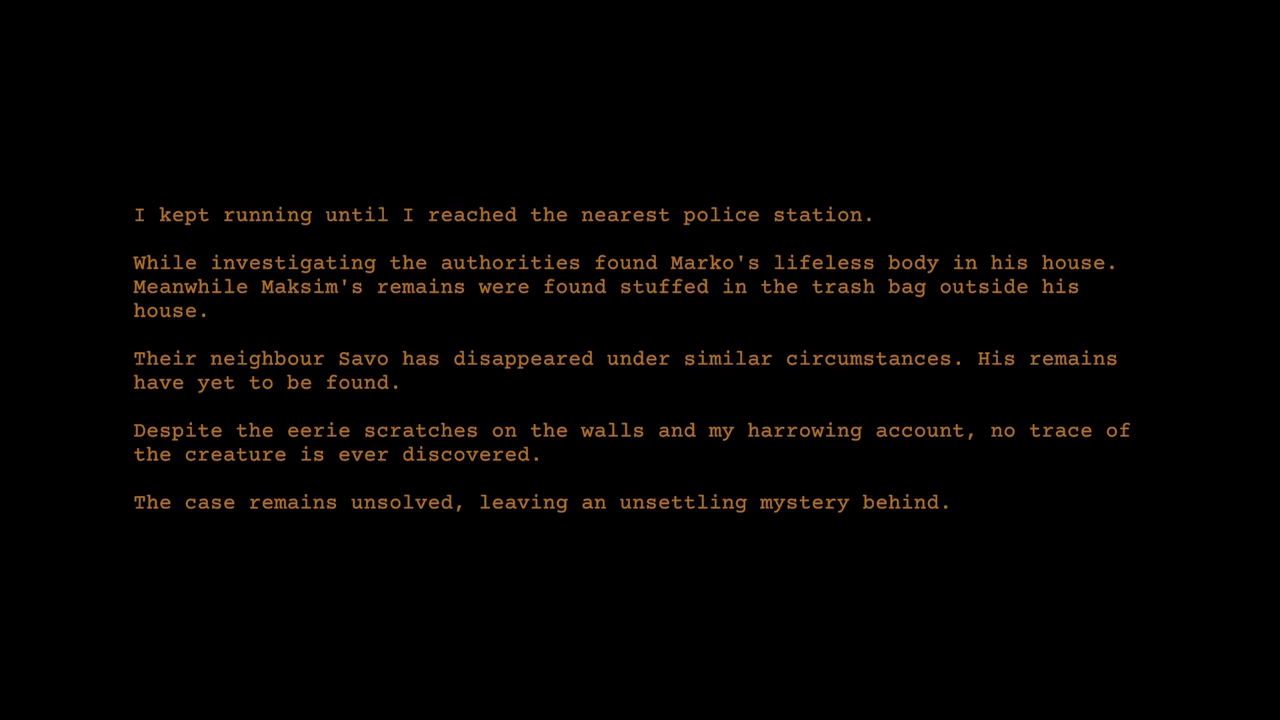 I kept running until I reached the nearest police station.
While investigating the authorities found Marko's lifeless body in his house.
Meanwhile Maksim's remains were found stuffed in the trash bag outside his
house.
Their neighbour Savo has disappeared under similar circumstances. His remains
have yet to be found.
Despite the eerie scratches on the walls and my harrowing account, no trace of
the creature is ever discovered.
The case remains unsolved, leaving an unsettling mystery behind.